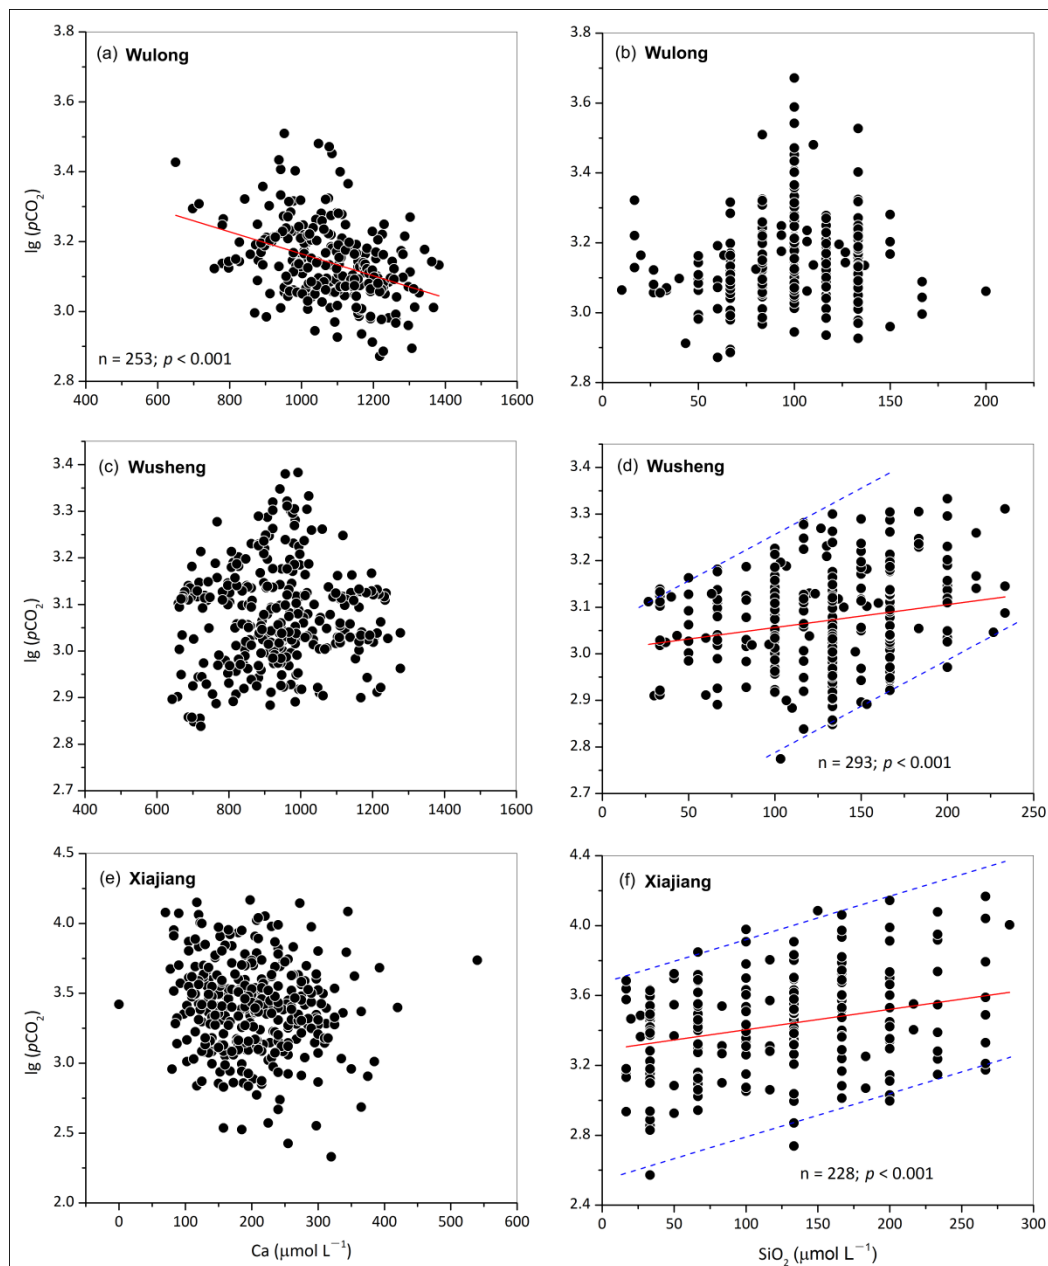 (a) Wulong
3.8
3.6
3.4
3.2
3.0
2.8
lg (pCO₂)
n = 253; p < 0.001
400 600 800 1000 1200 1400 1600
(b) Wulong
3.8
3.6
3.4
3.2
3.0
2.8
0 50 100 150 200
(c) Wusheng
3.4
3.3
3.2
3.1
3.0
2.9
2.8
2.7
lg (pCO₂)
400 600 800 1000 1200 1400 1600
(d) Wusheng
3.4
3.3
3.2
3.1
3.0
2.9
2.8
2.7
n = 293; p < 0.001
0 50 100 150 200 250
(e) Xiajiang
4.5
4.0
3.5
3.0
2.5
2.0
lg (pCO₂)
0 100 200 300 400 500 600
Ca (μmol L⁻¹)
(f) Xiajiang
4.4
4.0
3.6
3.2
2.8
2.4
n = 228; p < 0.001
0 50 100 150 200 250 300
SiO₂ (μmol L⁻¹)